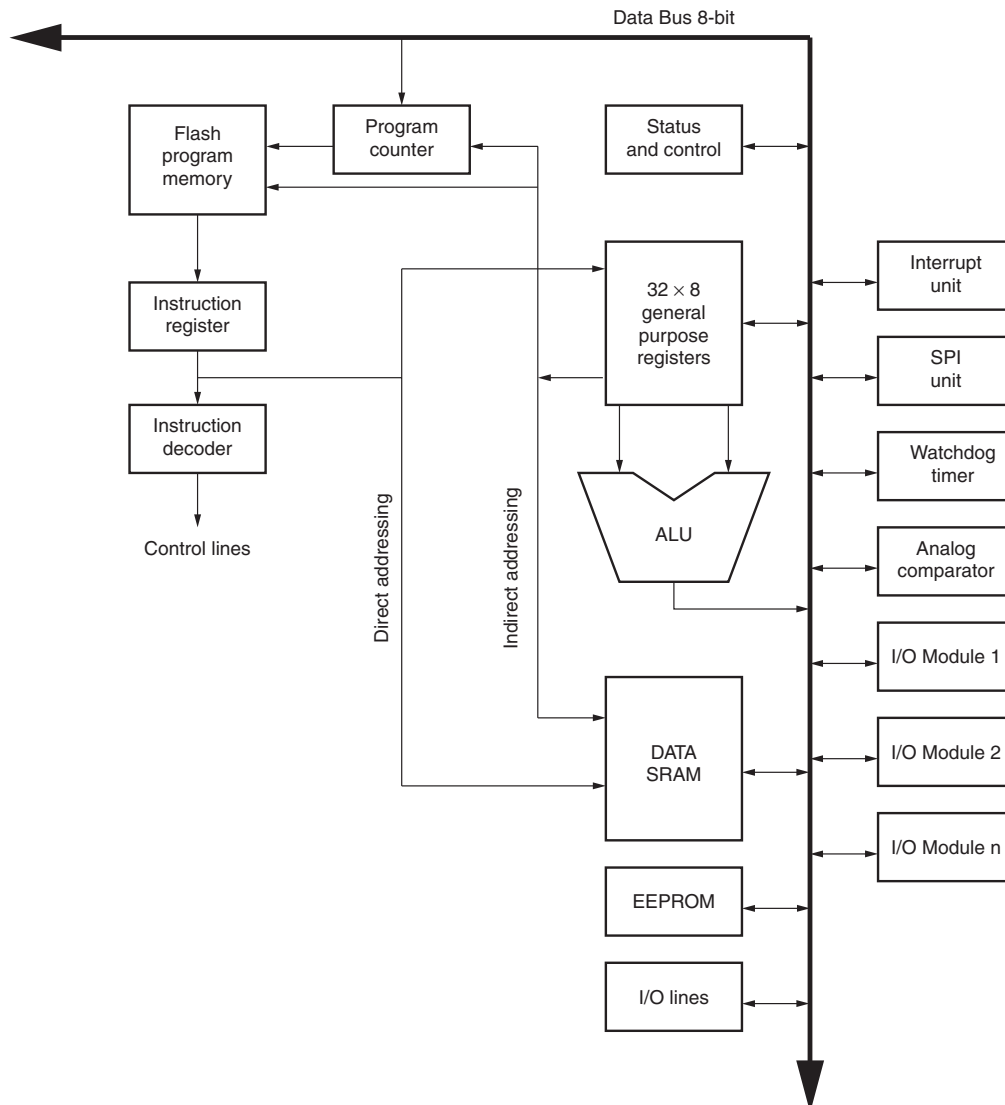 Data Bus 8-bit
Flash
program
memory
Program
counter
Status
and control
Instruction
register
32 × 8
general
purpose
registers
Interrupt
unit
SPI
unit
Instruction
decoder
Watchdog
timer
Control lines
Direct addressing
Indirect addressing
ALU
Analog
comparator
I/O Module 1
DATA
SRAM
I/O Module 2
I/O Module n
EEPROM
I/O lines